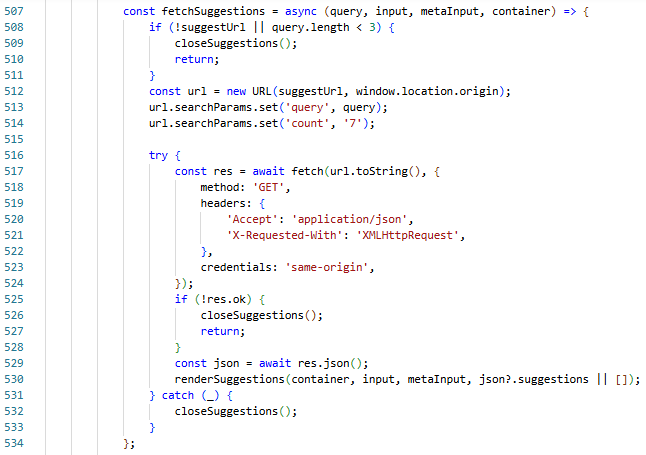 507 const fetchSuggestions = async (query, input, metaInput, container) => {
508 if (!suggestUrl || query.length < 3) {
509 closeSuggestions();
510 return;
511 }
512 const url = new URL(suggestUrl, window.location.origin);
513 url.searchParams.set('query', query);
514 url.searchParams.set('count', '7');
515
516 try {
517 const res = await fetch(url.toString(), {
518 method: 'GET',
519 headers: {
520 'Accept': 'application/json',
521 'X-Requested-With': 'XMLHttpRequest',
522 },
523 credentials: 'same-origin',
524 });
525 if (!res.ok) {
526 closeSuggestions();
527 return;
528 }
529 const json = await res.json();
530 renderSuggestions(container, input, metaInput, json?.suggestions || []);
531 } catch (_) {
532 closeSuggestions();
533 }
534 };